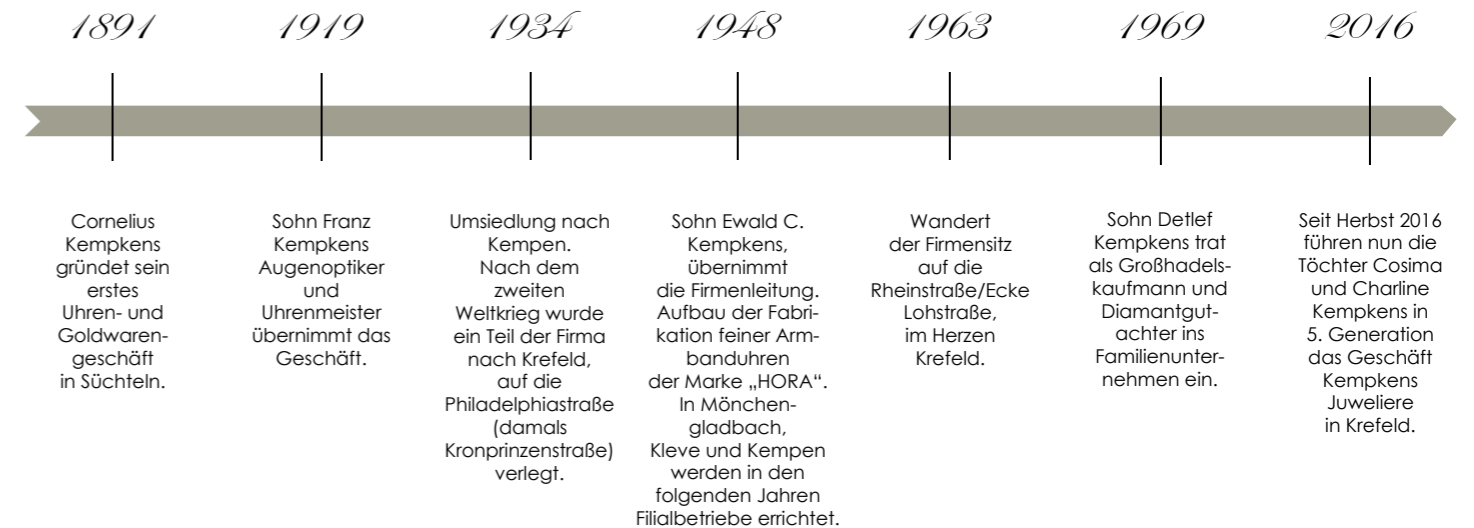 1891
1919
1934
1948
1963
1969
2016
Cornelius
Kempkens
gründet sein
erstes
Uhren- und
Goldwaren-
geschäft
in Süchteln.
Sohn Franz
Kempkens
Augenoptiker
und
Uhrenmeister
übernimmt das
Geschäft.
Umsiedlung nach
Kempen.
Nach dem
zweiten
Weltkrieg wurde
ein Teil der Firma
nach Krefeld,
auf die
Philadelphiastraße
(damals
Kronprinzenstraße)
verlegt.
Sohn Ewald C.
Kempkens,
übernimmt
die Firmenleitung.
Aufbau der Fabri-
kation feiner Arm-
banduhren
der Marke „HORA“.
In Mönchen-
gladbach,
Kleve und Kempen
werden in den
folgenden Jahren
Filialbetriebe errichtet.
Wandert
der Firmensitz
auf die
Rheinstraße/Ecke
Lohstraße,
im Herzen
Krefeld.
Sohn Detlef
Kempkens trat
als Großhadels-
kaufmann und
Diamantgut-
achter ins
Familienunter-
nehmen ein.
Seit Herbst 2016
führen nun die
Töchter Cosima
und Charline
Kempkens in
5. Generation
das Geschäft
Kempkens
Juweliere
in Krefeld.